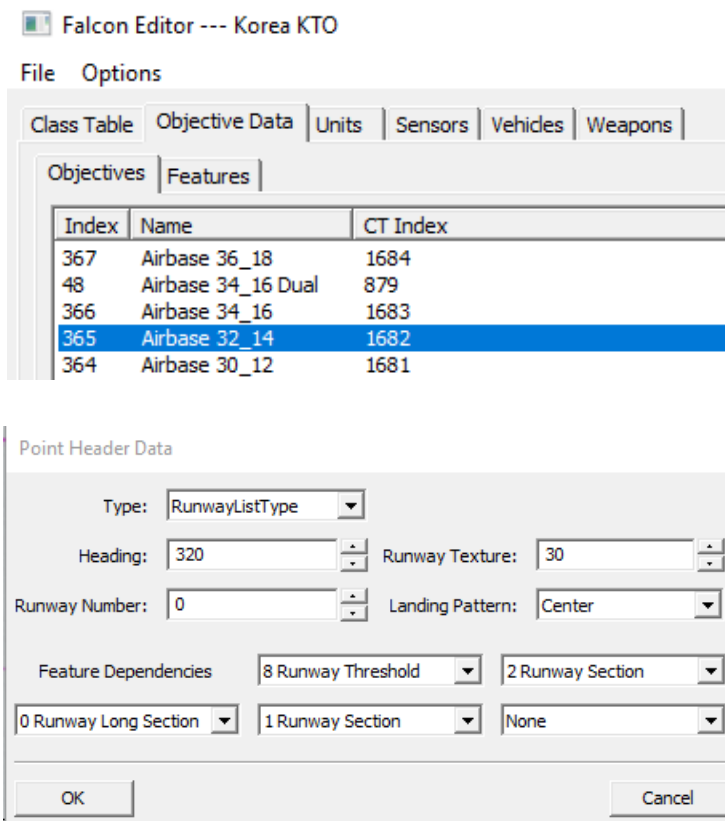 Falcon Editor --- Korea KTO
File Options
Class Table Objective Data Units Sensors Vehicles Weapons
Objectives Features
Index Name CT Index
367 Airbase 36_18 1684
48 Airbase 34_16 Dual 879
366 Airbase 34_16 1683
365 Airbase 32_14 1682
364 Airbase 30_12 1681
Point Header Data
Type: RunwayListType
Heading: 320 Runway Texture: 30
Runway Number: 0 Landing Pattern: Center
Feature Dependencies 8 Runway Threshold 2 Runway Section
0 Runway Long Section 1 Runway Section None
OK Cancel